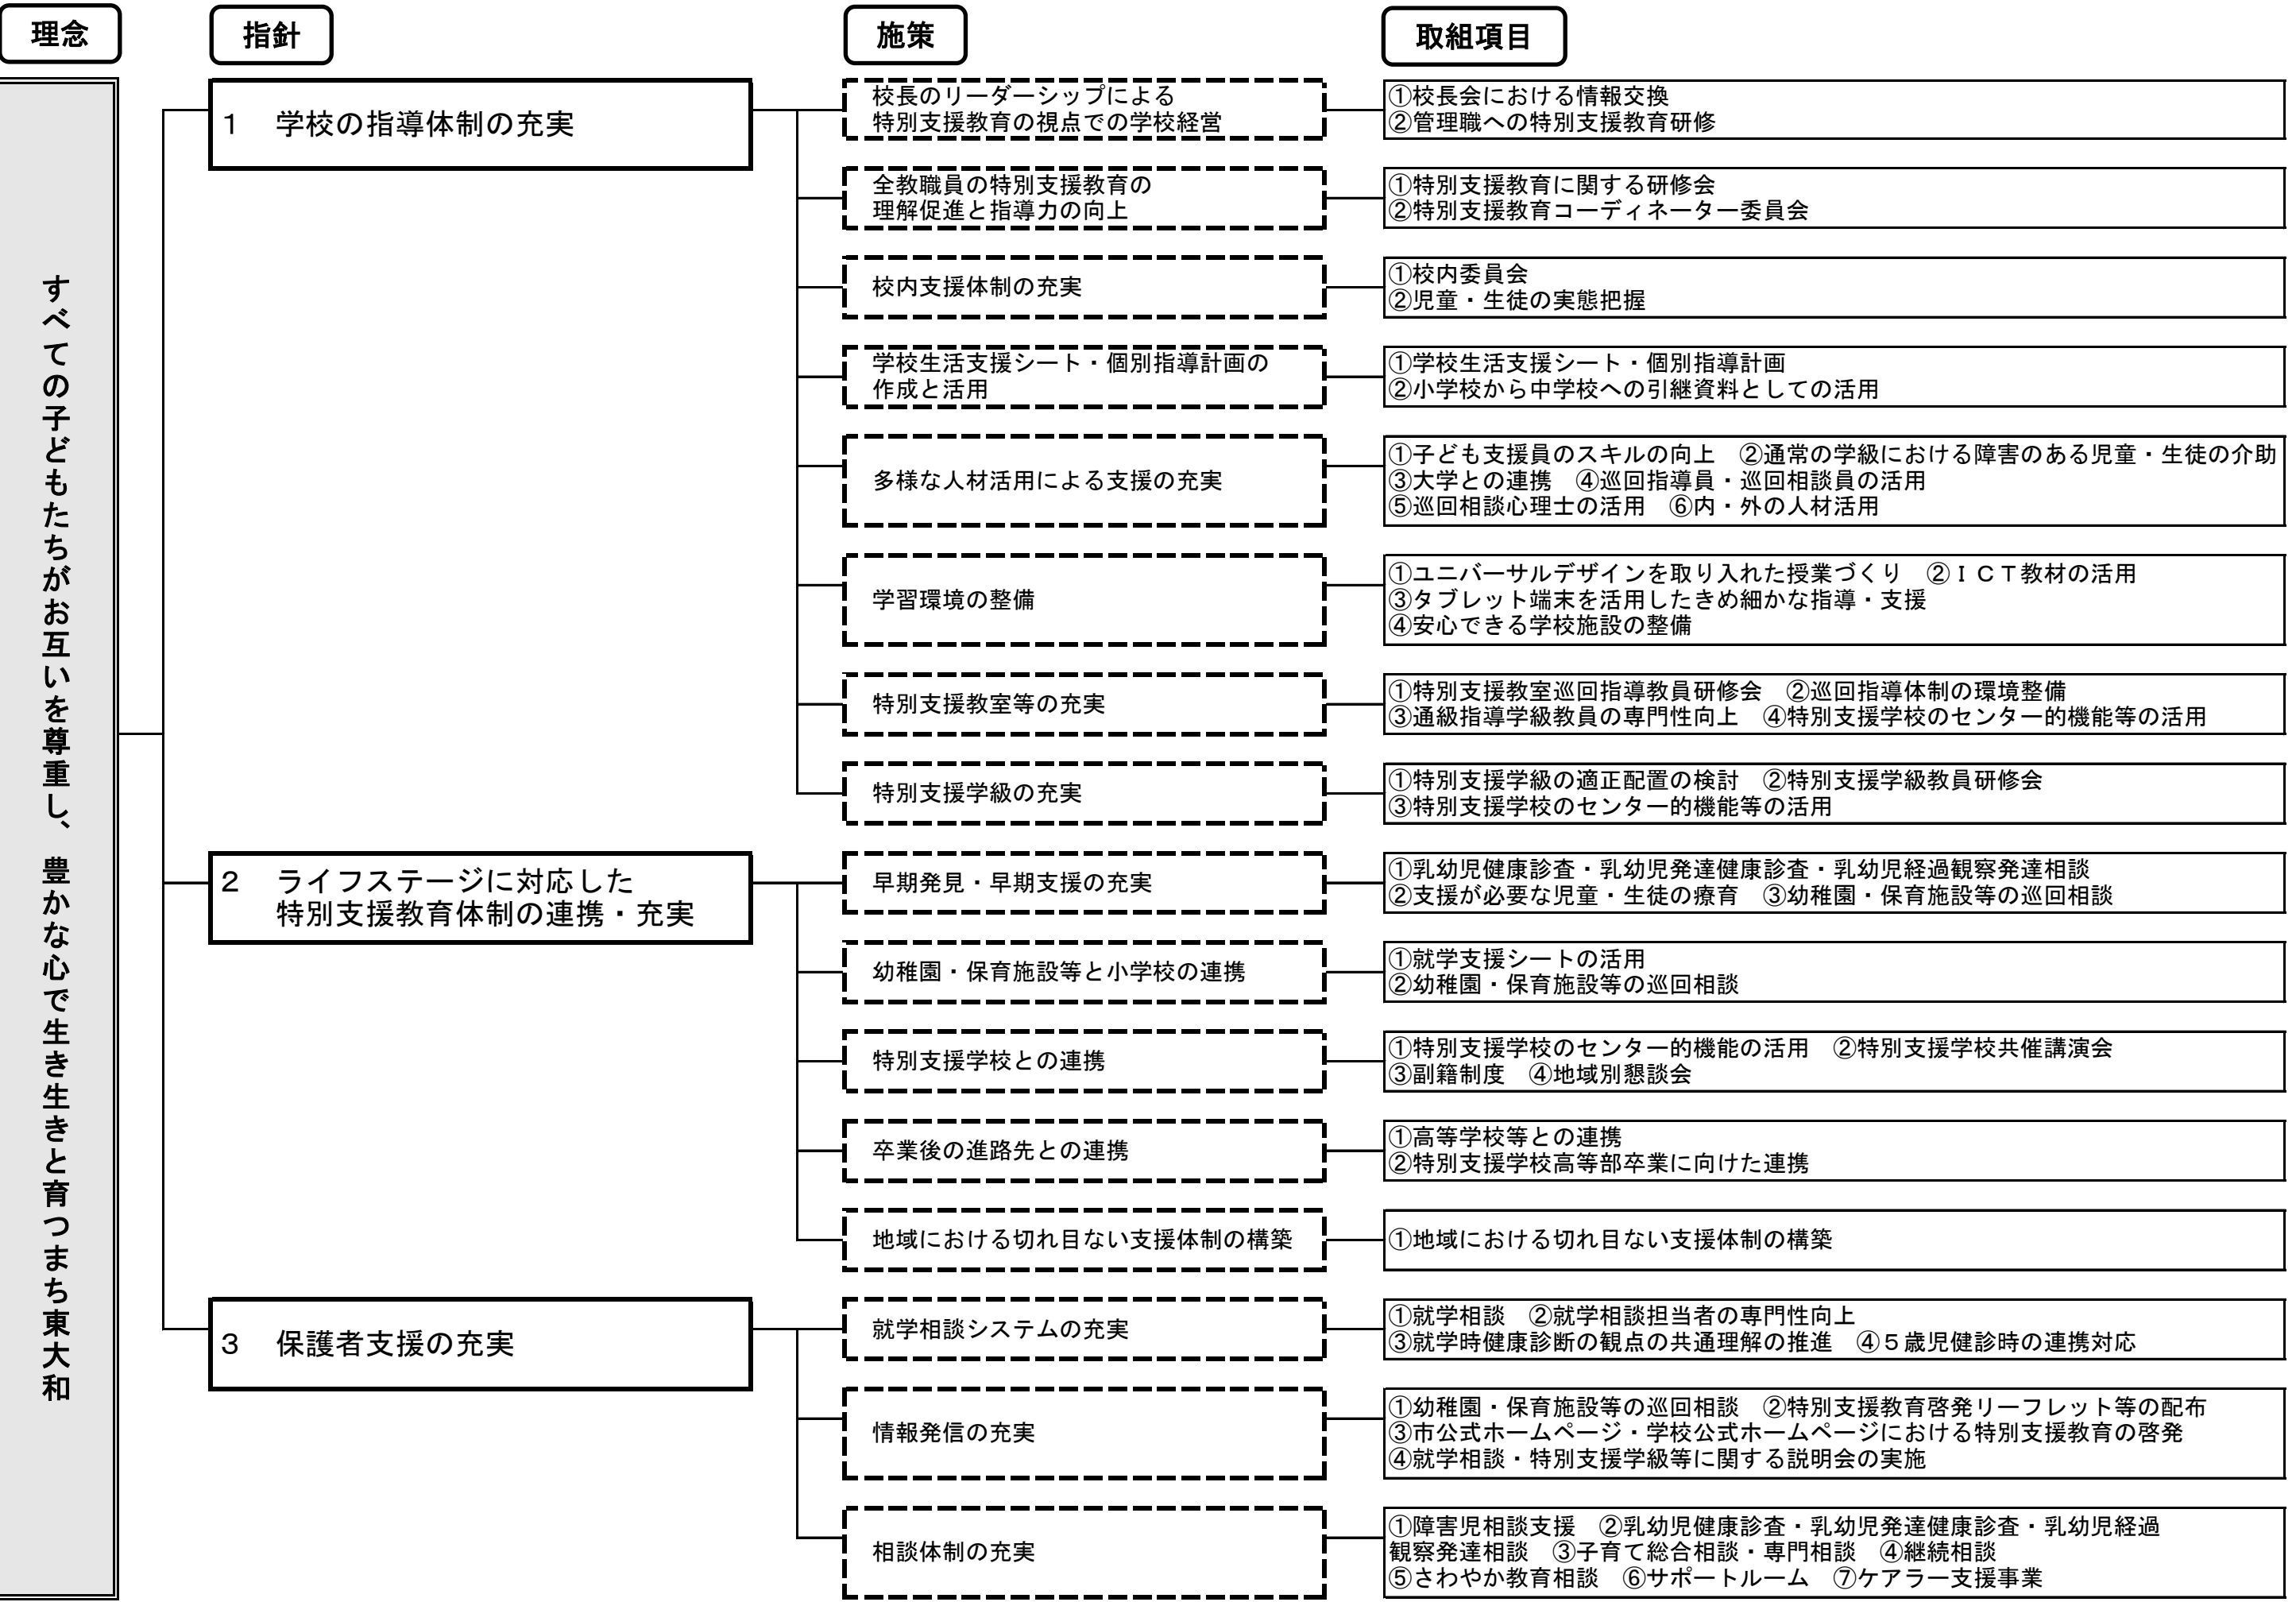 理念
指針
施策
取組項目
すべての子どもたちがお互いを尊重し、豊かな心で生き生きと育つまち東大和
1　学校の指導体制の充実
校長のリーダーシップによる
特別支援教育の視点での学校経営
①校長会における情報交換
②管理職への特別支援教育研修
全教職員の特別支援教育の
理解促進と指導力の向上
①特別支援教育に関する研修会
②特別支援教育コーディネーター委員会
校内支援体制の充実
①校内委員会
②児童・生徒の実態把握
学校生活支援シート・個別指導計画の
作成と活用
①学校生活支援シート・個別指導計画
②小学校から中学校への引継資料としての活用
多様な人材活用による支援の充実
①子ども支援員のスキルの向上　②通常の学級における障害のある児童・生徒の介助
③大学との連携　④巡回指導員・巡回相談員の活用
⑤巡回相談心理士の活用　⑥内・外の人材活用
学習環境の整備
①ユニバーサルデザインを取り入れた授業づくり　②ＩＣＴ教材の活用
③タブレット端末を活用したきめ細かな指導・支援
④安心できる学校施設の整備
特別支援教室等の充実
①特別支援教室巡回指導教員研修会　②巡回指導体制の環境整備
③通級指導学級教員の専門性向上　④特別支援学校のセンター的機能等の活用
特別支援学級の充実
①特別支援学級の適正配置の検討　②特別支援学級教員研修会
③特別支援学校のセンター的機能等の活用
2　ライフステージに対応した
特別支援教育体制の連携・充実
早期発見・早期支援の充実
①乳幼児健康診査・乳幼児発達健康診査・乳幼児経過観察発達相談
②支援が必要な児童・生徒の療育　③幼稚園・保育施設等の巡回相談
幼稚園・保育施設等と小学校の連携
①就学支援シートの活用
②幼稚園・保育施設等の巡回相談
特別支援学校との連携
①特別支援学校のセンター的機能の活用　②特別支援学校共催講演会
③副籍制度　④地域別懇談会
卒業後の進路先との連携
①高等学校等との連携
②特別支援学校高等部卒業に向けた連携
地域における切れ目ない支援体制の構築
①地域における切れ目ない支援体制の構築
3　保護者支援の充実
就学相談システムの充実
①就学相談　②就学相談担当者の専門性向上
③就学時健康診断の観点の共通理解の推進　④５歳児健診時の連携対応
情報発信の充実
①幼稚園・保育施設等の巡回相談　②特別支援教育啓発リーフレット等の配布
③市公式ホームページ・学校公式ホームページにおける特別支援教育の啓発
④就学相談・特別支援学級等に関する説明会の実施
相談体制の充実
①障害児相談支援　②乳幼児健康診査・乳幼児発達健康診査・乳幼児経過
観察発達相談　③子育て総合相談・専門相談　④継続相談
⑤さわやか教育相談　⑥サポートルーム　⑦ケアラー支援事業